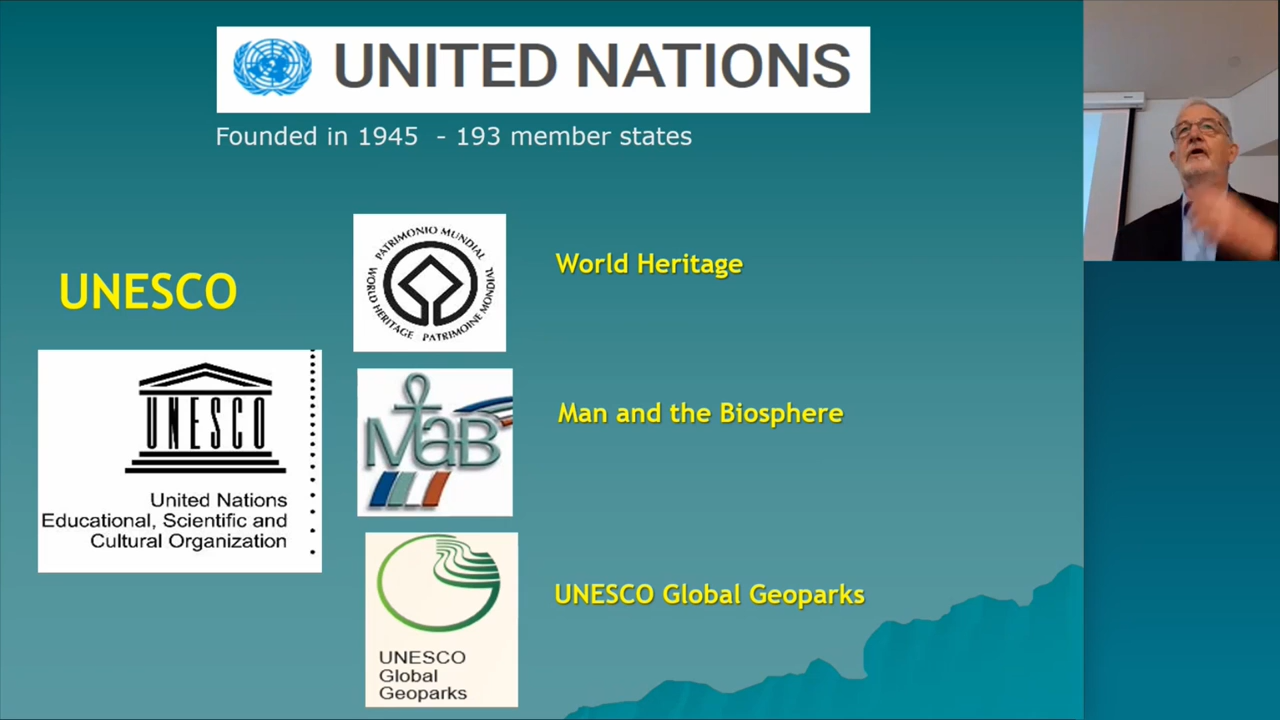 UNITED NATIONS
Founded in 1945 - 193 member states
UNESCO
UNESCO
United Nations
Educational, Scientific and
Cultural Organization
PATRIMONIO MUNDIAL
WORLD HERITAGE
PATRIMOINE MONDIAL
World Heritage
MaB
Man and the Biosphere
UNESCO
Global
Geoparks
UNESCO Global Geoparks